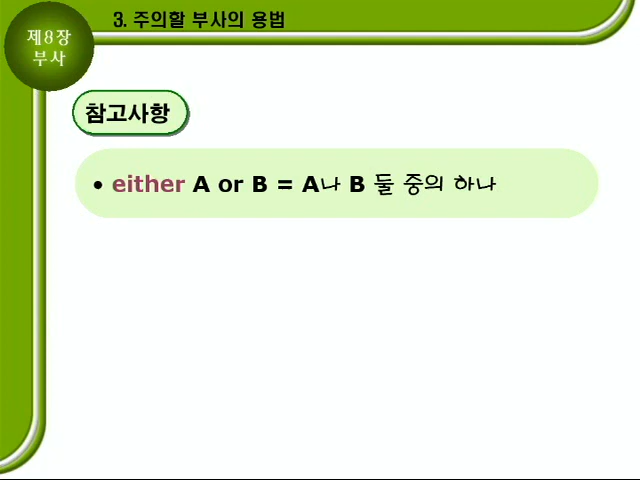 제8장
부사
3. 주의할 부사의 용법
참고사항
• either A or B = A나 B 둘 중의 하나